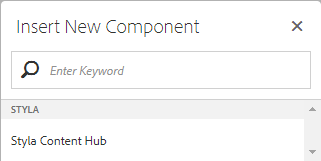 Insert New Component
Enter Keyword
STYLA
Styla Content Hub